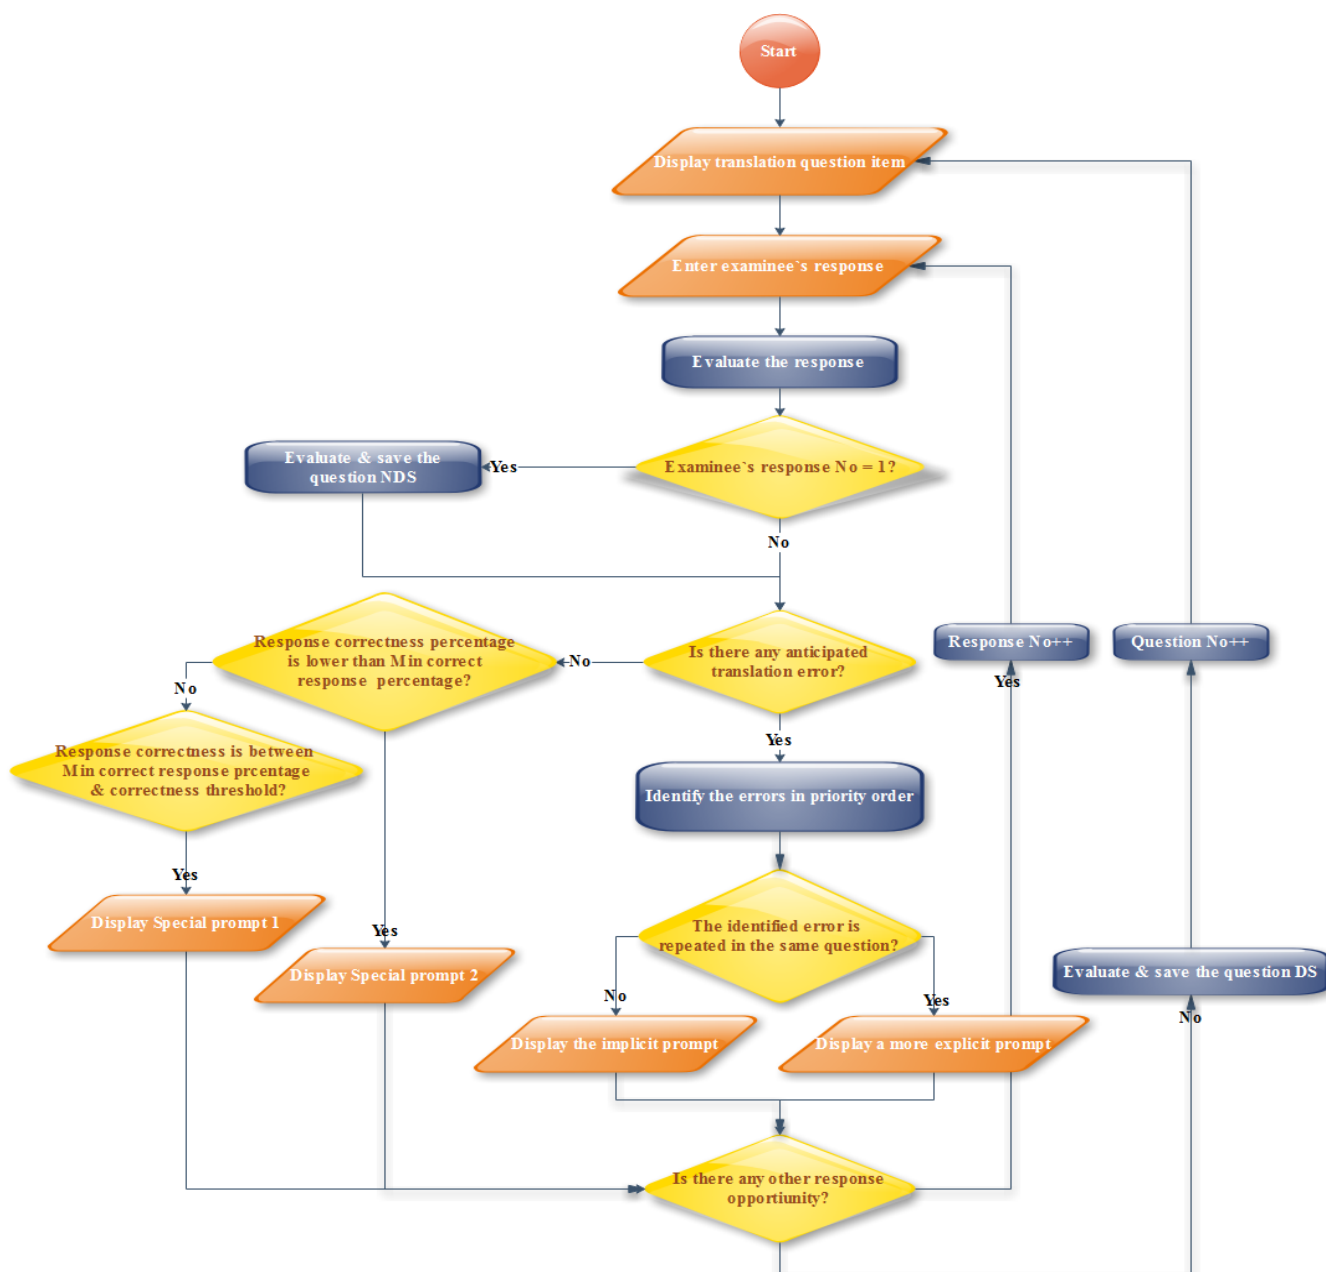 Start
Display translation question item
Enter examinee`s response
Evaluate the response
Examinee`s response No = 1?
Yes
Evaluate & save the
question NDS
No
Is there any anticipated
translation error?
No
Response correctness percentage
is lower than Min correct
response percentage?
No
Response correctness is between
Min correct response prcentage
& correctness threshold?
Yes
Display Special prompt 1
Yes
Display Special prompt 2
Yes
Identify the errors in priority order
The identified error is
repeated in the same question?
No
Yes
Display the implicit prompt
Display a more explicit prompt
Is there any other response
opportiunity?
Yes
Response No++
No
Evaluate & save the question DS
Question No++